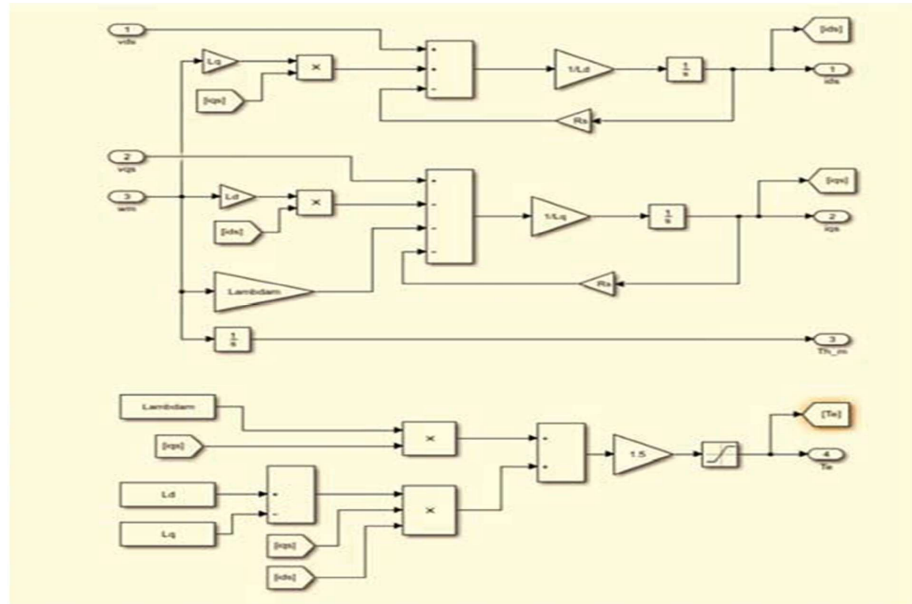 1
vds
[ids]
Lq
×
1/Ld
1
s
1
ids
[iqs]
Rs
2
vqs
3
wm
[iqs]
Ld
×
1/Lq
1
s
2
iqs
[ids]
Rs
Lambdam
1
s
3
Th_m
Lambdam
[iqs]
×
1.5
[Te]
4
Te
Ld
Lq
×
[iqs]
[ids]